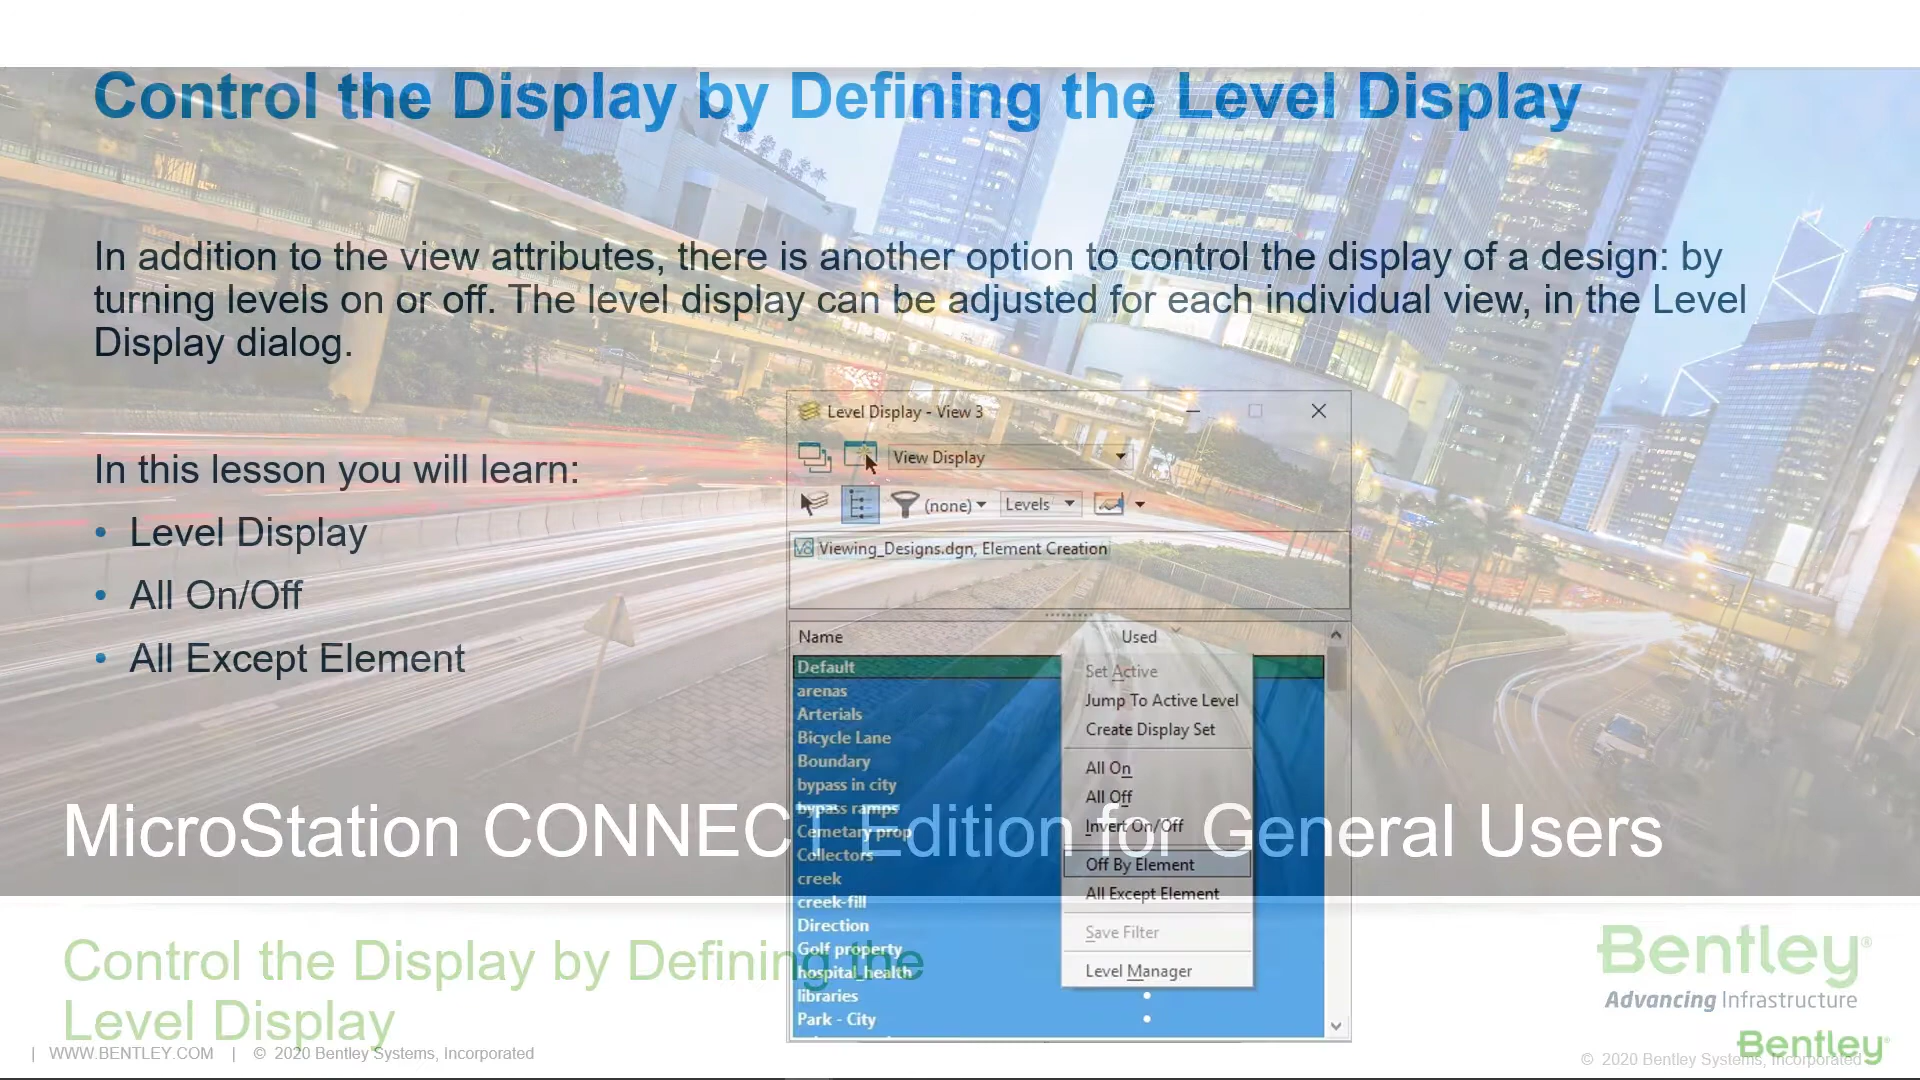 Control the Display by Defining the Level Display
In addition to the view attributes, there is another option to control the display of a design: by
turning levels on or off. The level display can be adjusted for each individual view, in the Level
Display dialog.
In this lesson you will learn:
• Level Display
• All On/Off
• All Except Element
Level Display - View 3
View Display
(none)
Levels
Viewing_Designs.dgn, Element Creation
Name Used
Default
arenas
Arterials
Bicycle Lane
Boundary
bypass in city
bypass ramps
Cemetary prop
Collectors
creek
creek-fill
Direction
Golf property
hospital_health
libraries
Park - City
Set Active
Jump To Active Level
Create Display Set
All On
All Off
Invert On/Off
Off By Element
All Except Element
Save Filter
Level Manager
MicroStation CONNECT Edition for General Users
Control the Display by Defining the
Level Display
Bentley®
Advancing Infrastructure
| WWW.BENTLEY.COM | © 2020 Bentley Systems, Incorporated
© 2020 Bentley Systems, Incorporated
Bentley®